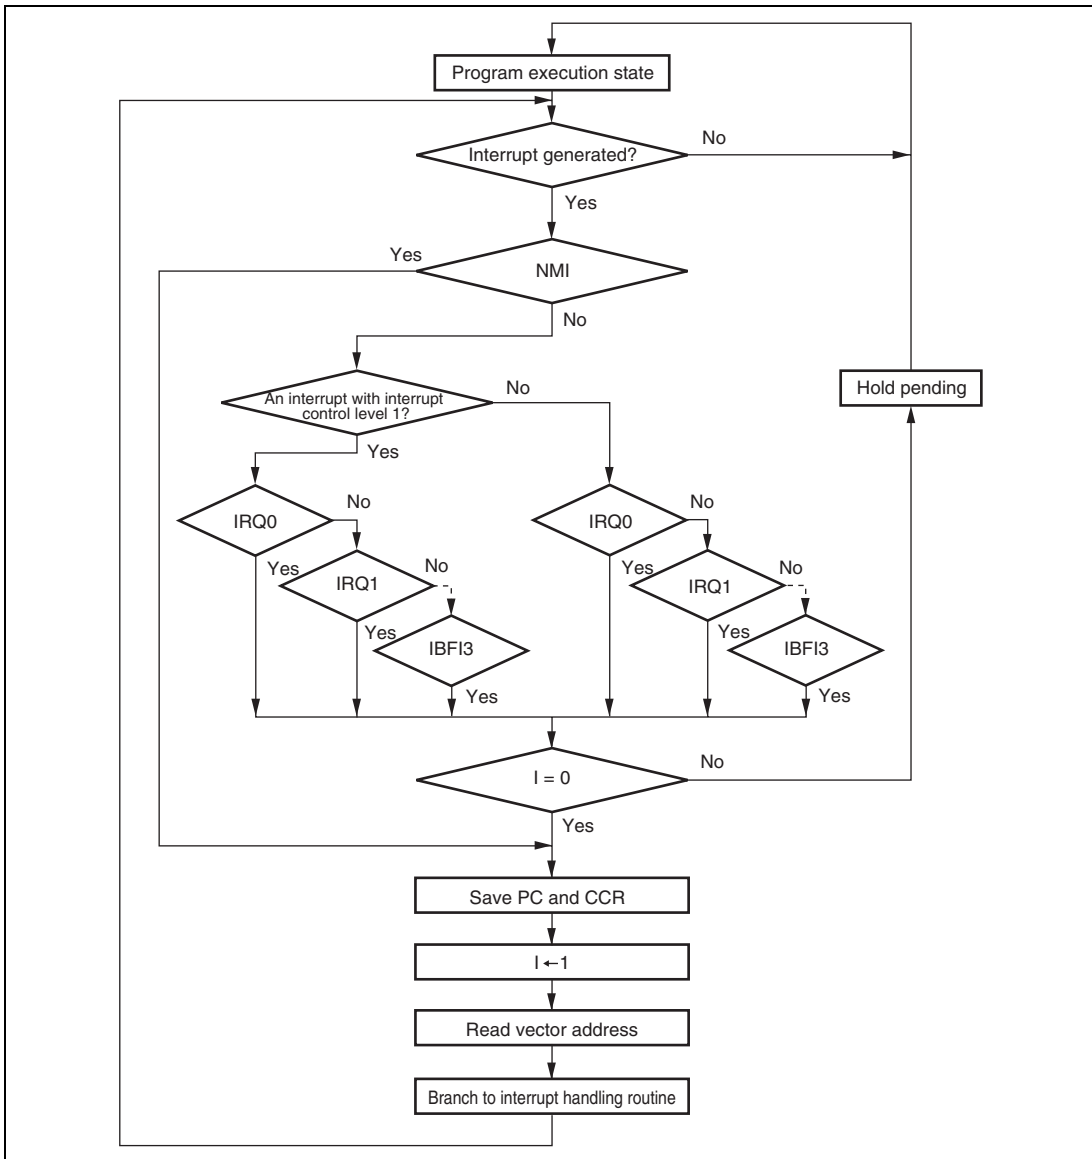 Program execution state
Interrupt generated?
No
Yes
Yes
NMI
No
An interrupt with interrupt
control level 1?
No
Hold pending
Yes
IRQ0
No
IRQ0
No
Yes
IRQ1
No
Yes
IRQ1
No
Yes
IBFI3
Yes
IBFI3
Yes
Yes
I = 0
No
Yes
Save PC and CCR
I ←1
Read vector address
Branch to interrupt handling routine